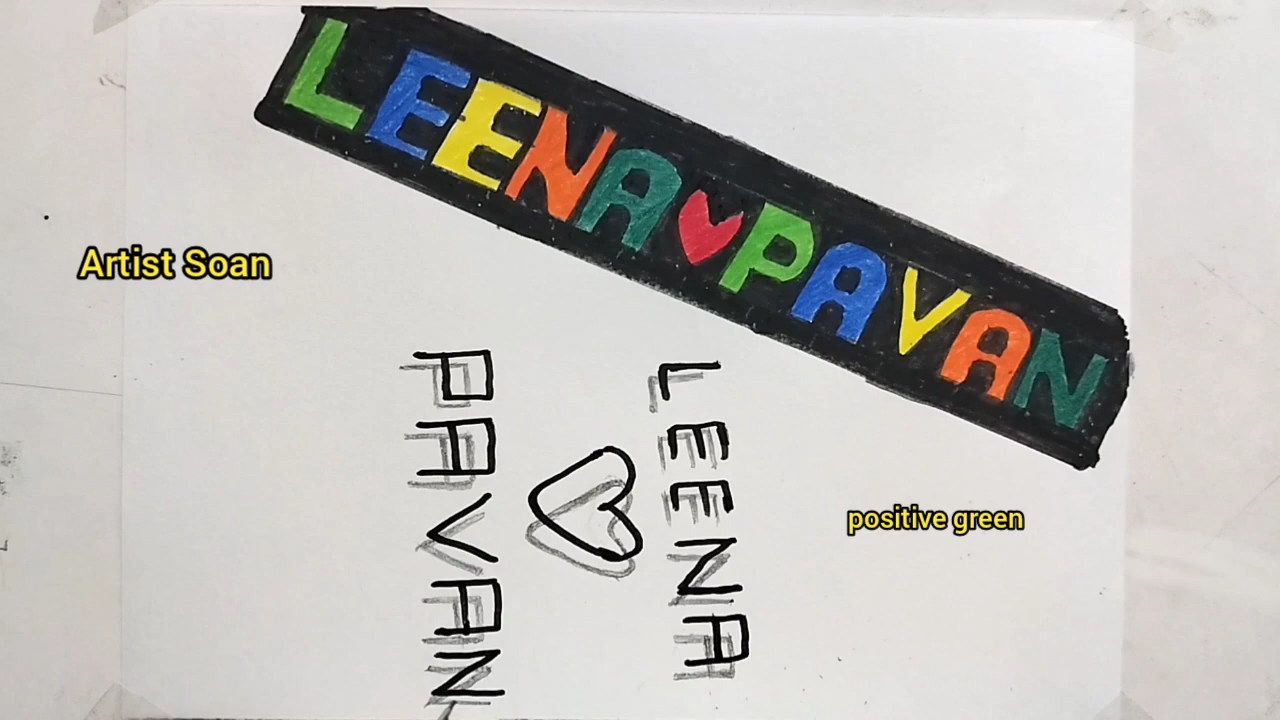 LEENA♥PAVAN
Artist Soan
LEENA
♡
PAVAN
positive green